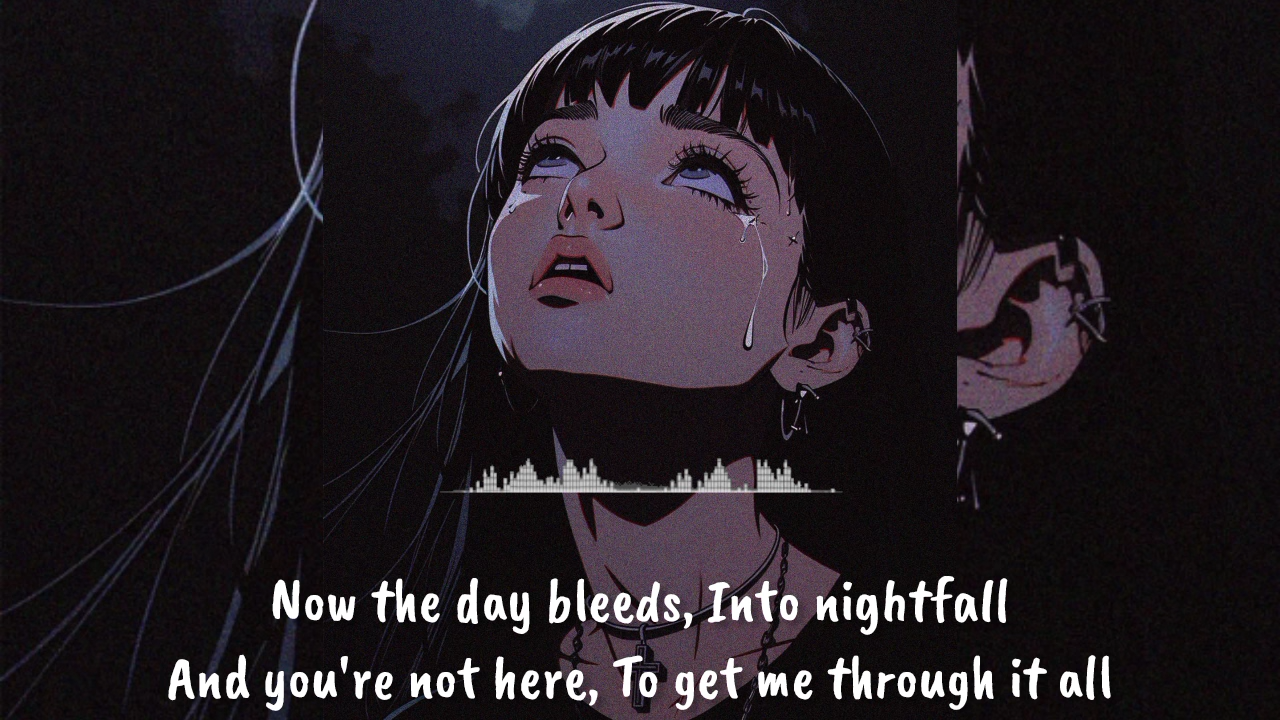 Now the day bleeds, Into nightfall
And you're not here, To get me through it all